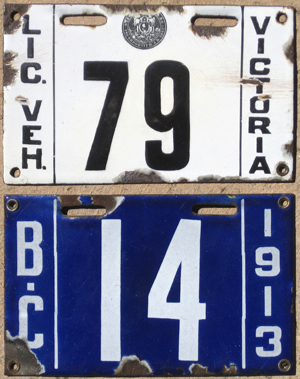 LIC. VEH.
79
VICTORIA
B.C
14
1913